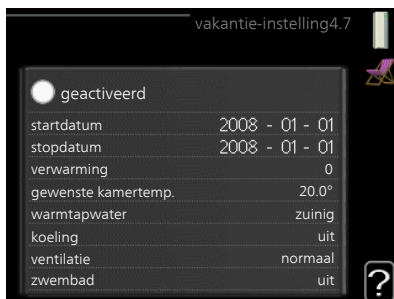 vakantie-instelling4.7
geactiveerd
startdatum 2008 - 01 - 01
stopdatum 2008 - 01 - 01
verwarming 0
gewenste kamertemp. 20.0°
warmtapwater zuinig
koeling uit
ventilatie normaal
zwembad uit
?